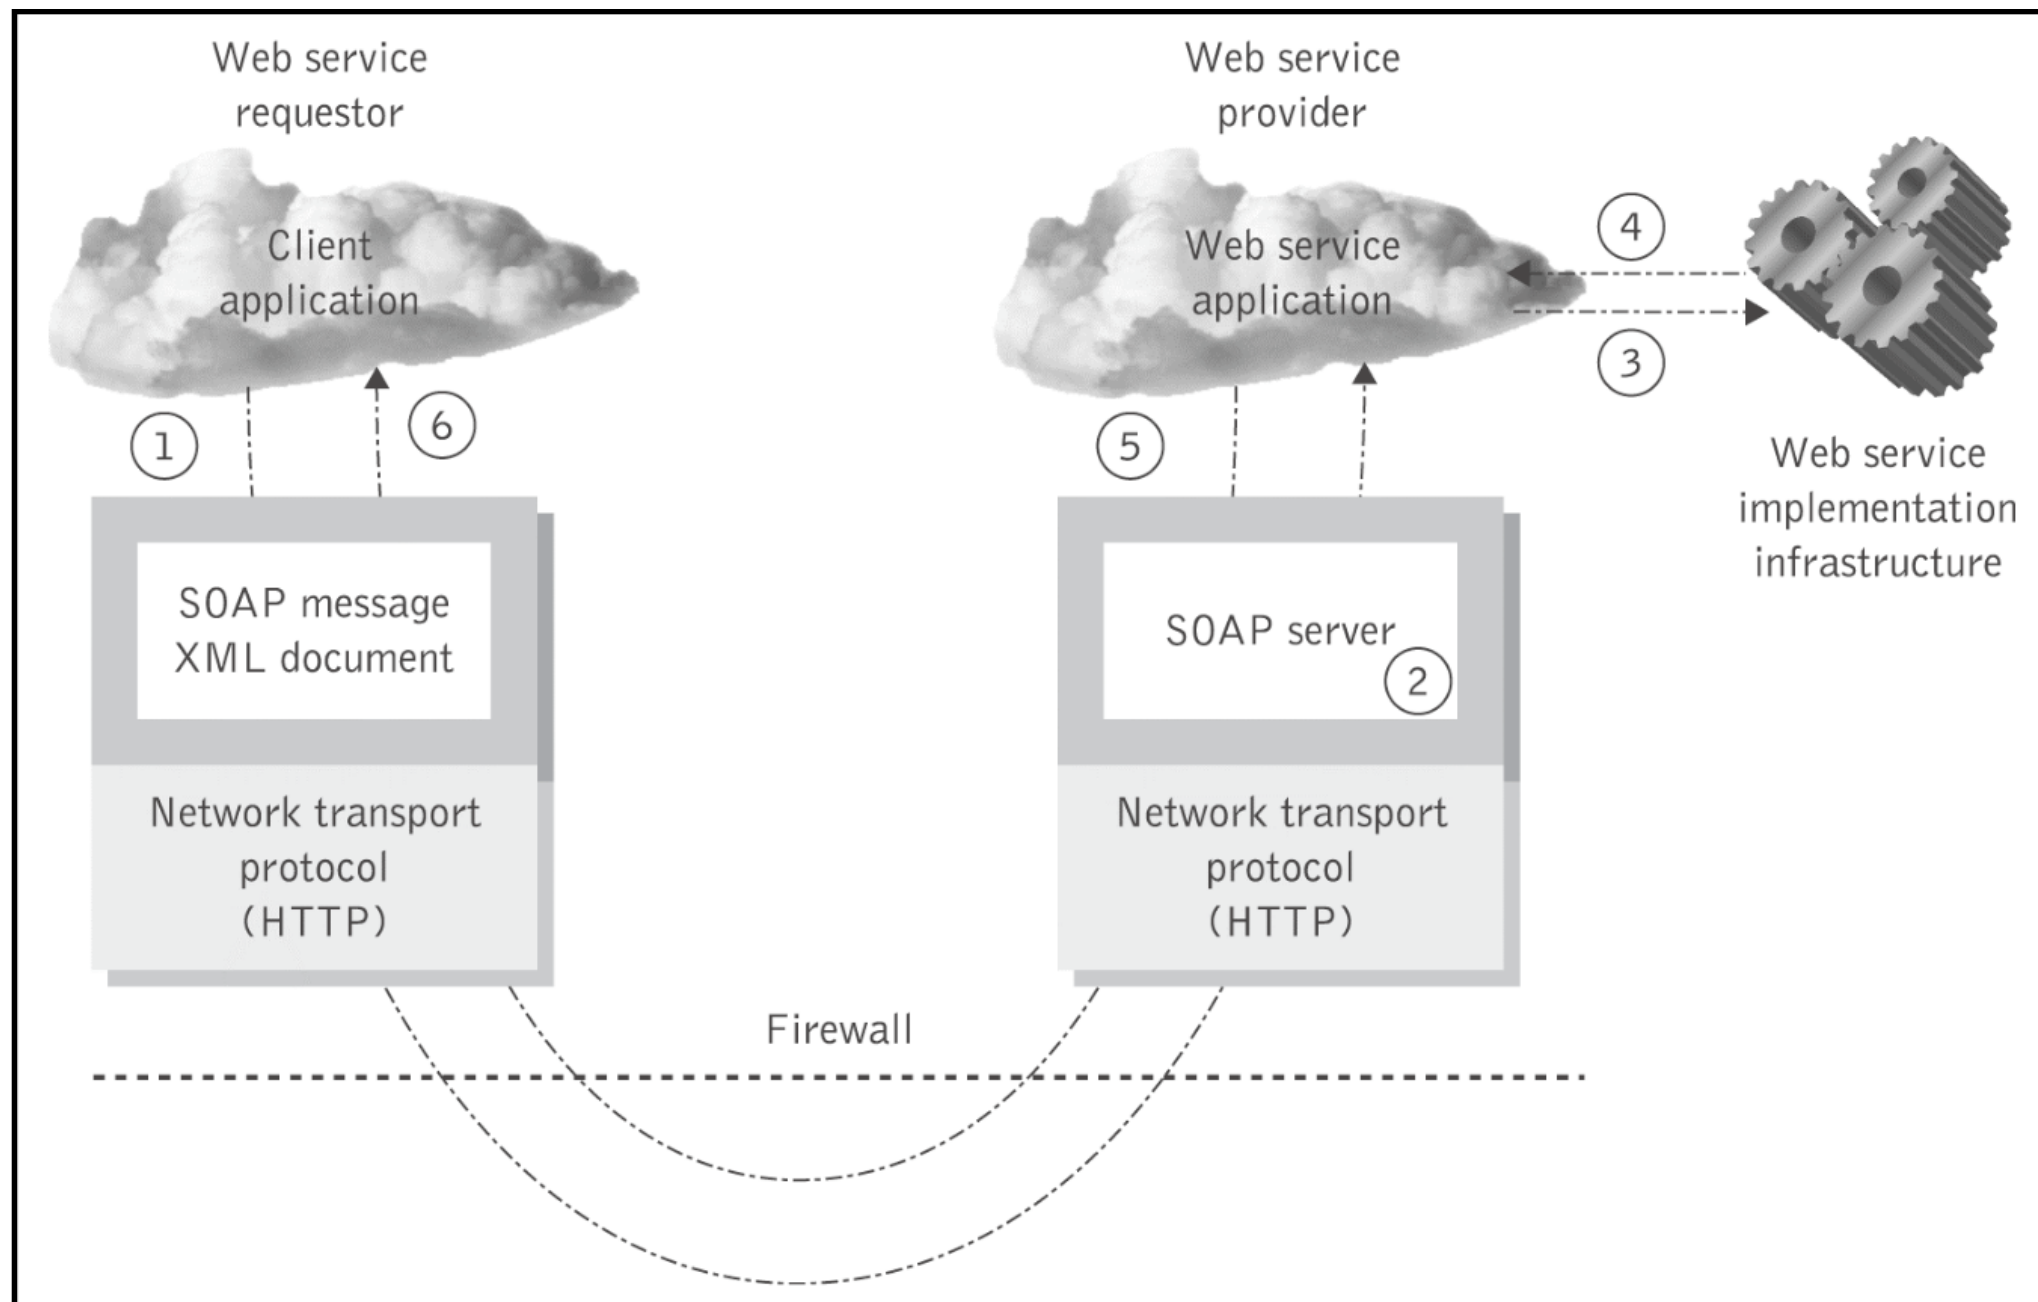 Web service
requestor
Client
application
1
6
SOAP message
XML document
Network transport
protocol
(HTTP)
Web service
provider
Web service
application
4
3
5
SOAP server
2
Network transport
protocol
(HTTP)
Web service
implementation
infrastructure
Firewall